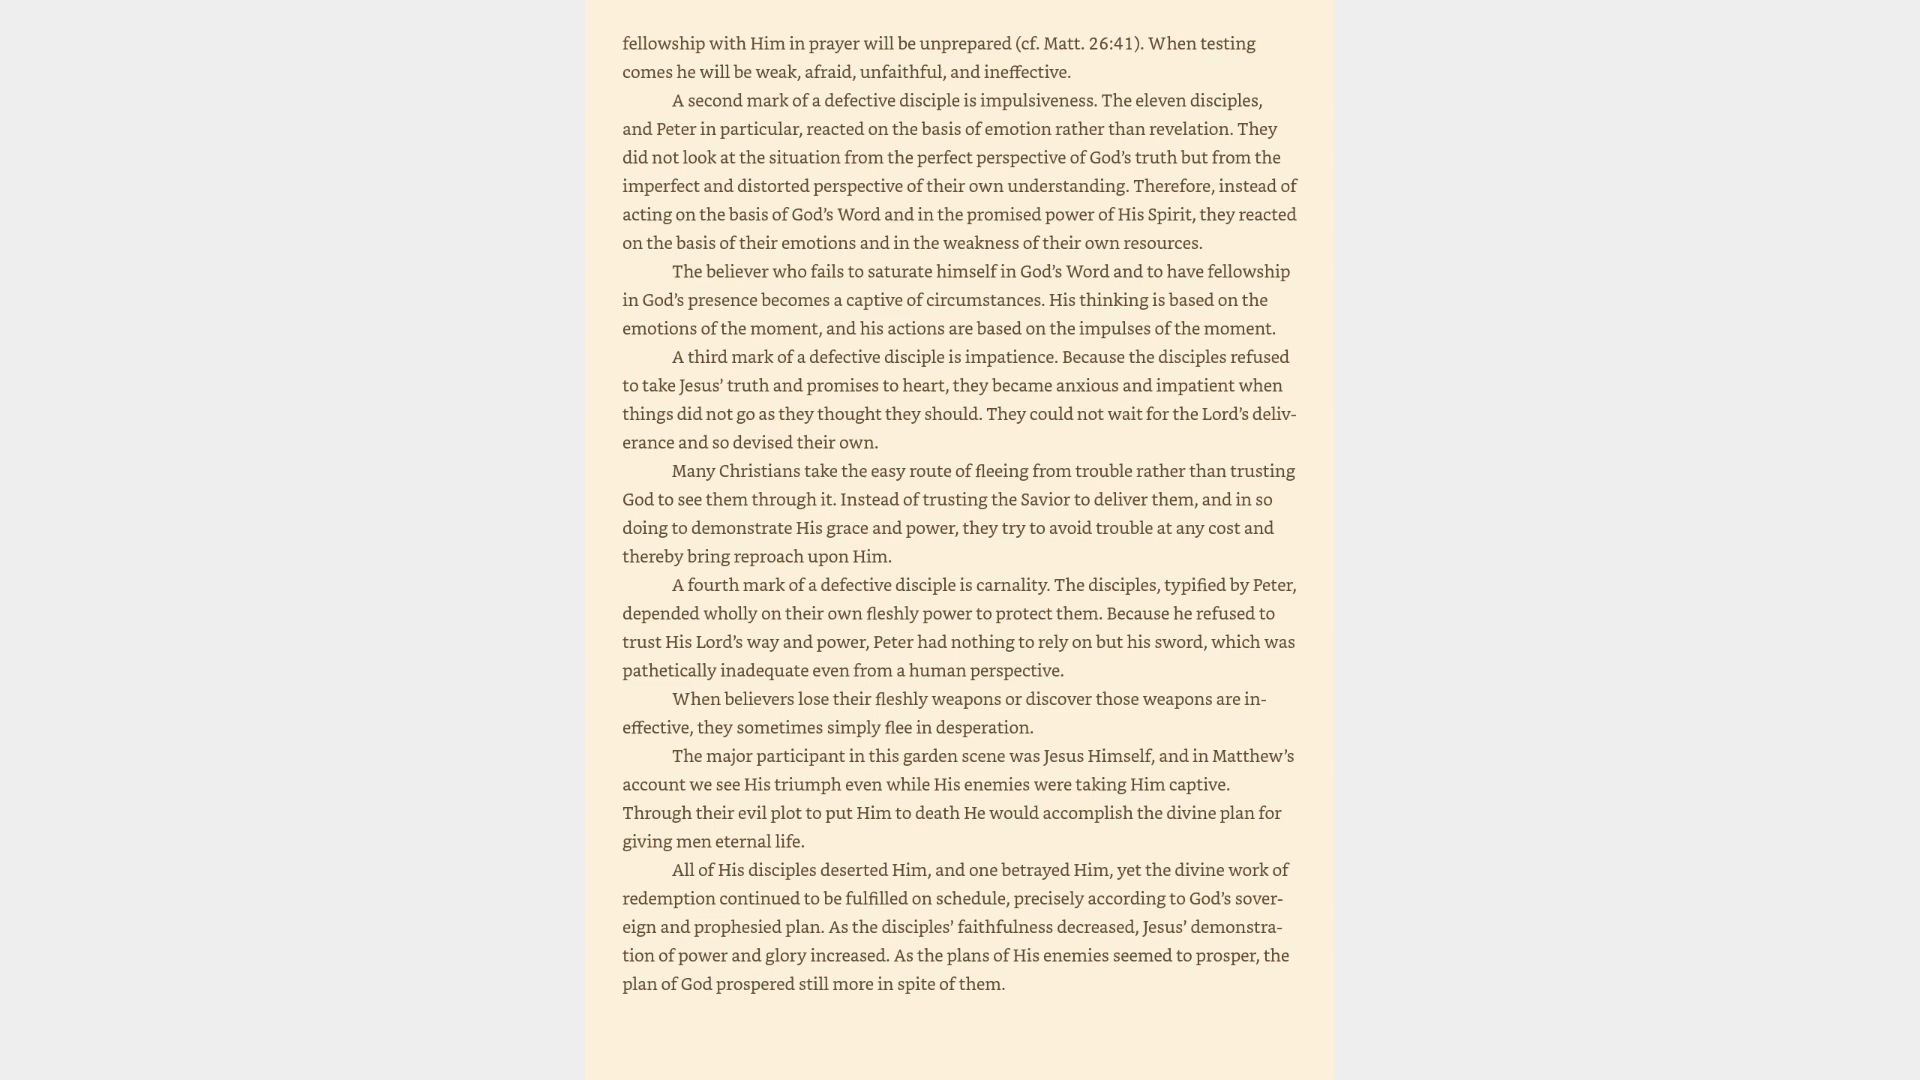 fellowship with Him in prayer will be unprepared (cf. Matt. 26:41). When testing
comes he will be weak, afraid, unfaithful, and ineffective.
A second mark of a defective disciple is impulsiveness. The eleven disciples,
and Peter in particular, reacted on the basis of emotion rather than revelation. They
did not look at the situation from the perfect perspective of God’s truth but from the
imperfect and distorted perspective of their own understanding. Therefore, instead of
acting on the basis of God’s Word and in the promised power of His Spirit, they reacted
on the basis of their emotions and in the weakness of their own resources.
The believer who fails to saturate himself in God’s Word and to have fellowship
in God’s presence becomes a captive of circumstances. His thinking is based on the
emotions of the moment, and his actions are based on the impulses of the moment.
A third mark of a defective disciple is impatience. Because the disciples refused
to take Jesus’ truth and promises to heart, they became anxious and impatient when
things did not go as they thought they should. They could not wait for the Lord’s deliv-
erance and so devised their own.
Many Christians take the easy route of fleeing from trouble rather than trusting
God to see them through it. Instead of trusting the Savior to deliver them, and in so
doing to demonstrate His grace and power, they try to avoid trouble at any cost and
thereby bring reproach upon Him.
A fourth mark of a defective disciple is carnality. The disciples, typified by Peter,
depended wholly on their own fleshly power to protect them. Because he refused to
trust His Lord’s way and power, Peter had nothing to rely on but his sword, which was
pathetically inadequate even from a human perspective.
When believers lose their fleshly weapons or discover those weapons are in-
effective, they sometimes simply flee in desperation.
The major participant in this garden scene was Jesus Himself, and in Matthew’s
account we see His triumph even while His enemies were taking Him captive.
Through their evil plot to put Him to death He would accomplish the divine plan for
giving men eternal life.
All of His disciples deserted Him, and one betrayed Him, yet the divine work of
redemption continued to be fulfilled on schedule, precisely according to God’s sover-
eign and prophesied plan. As the disciples’ faithfulness decreased, Jesus’ demonstra-
tion of power and glory increased. As the plans of His enemies seemed to prosper, the
plan of God prospered still more in spite of them.